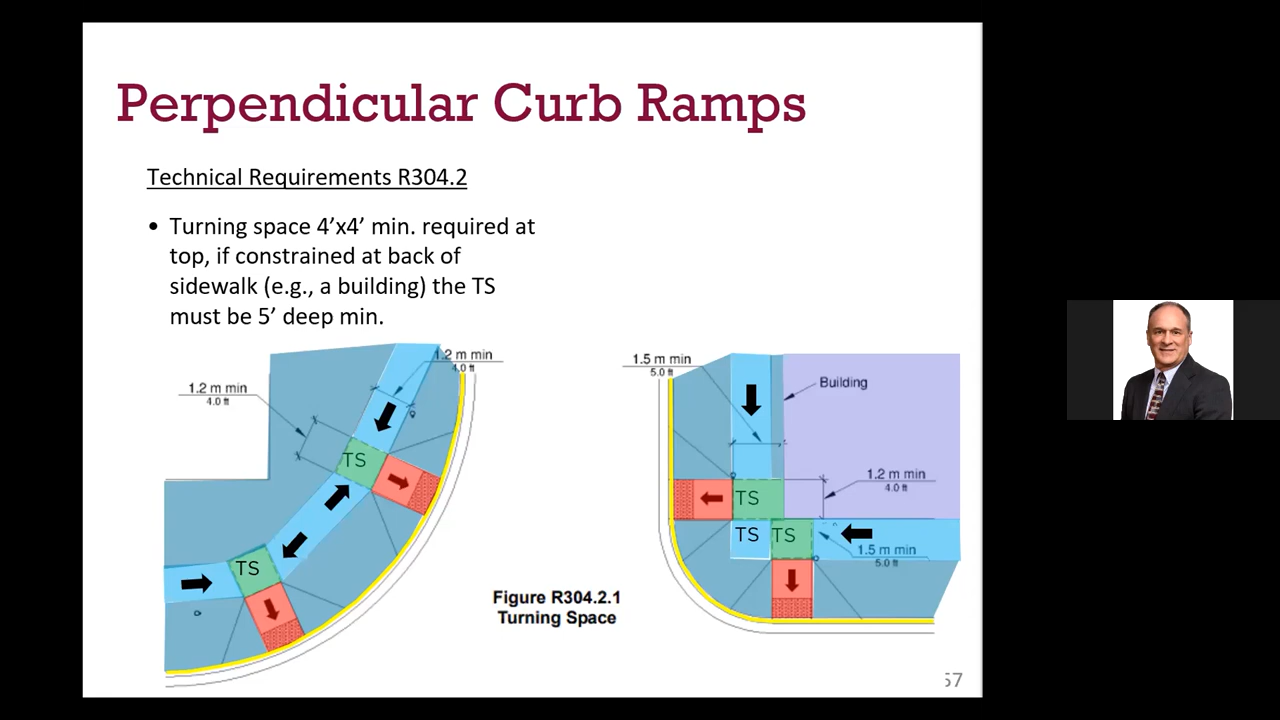 Perpendicular Curb Ramps
Technical Requirements R304.2
• Turning space 4’x4’ min. required at
top, if constrained at back of
sidewalk (e.g., a building) the TS
must be 5’ deep min.
1.2 m min
4.0 ft
1.2 m min
4.0 ft
TS
TS
1.5 m min
5.0 ft
Building
1.2 m min
4.0 ft
TS
TS
TS
1.5 m min
5.0 ft
Figure R304.2.1
Turning Space
57